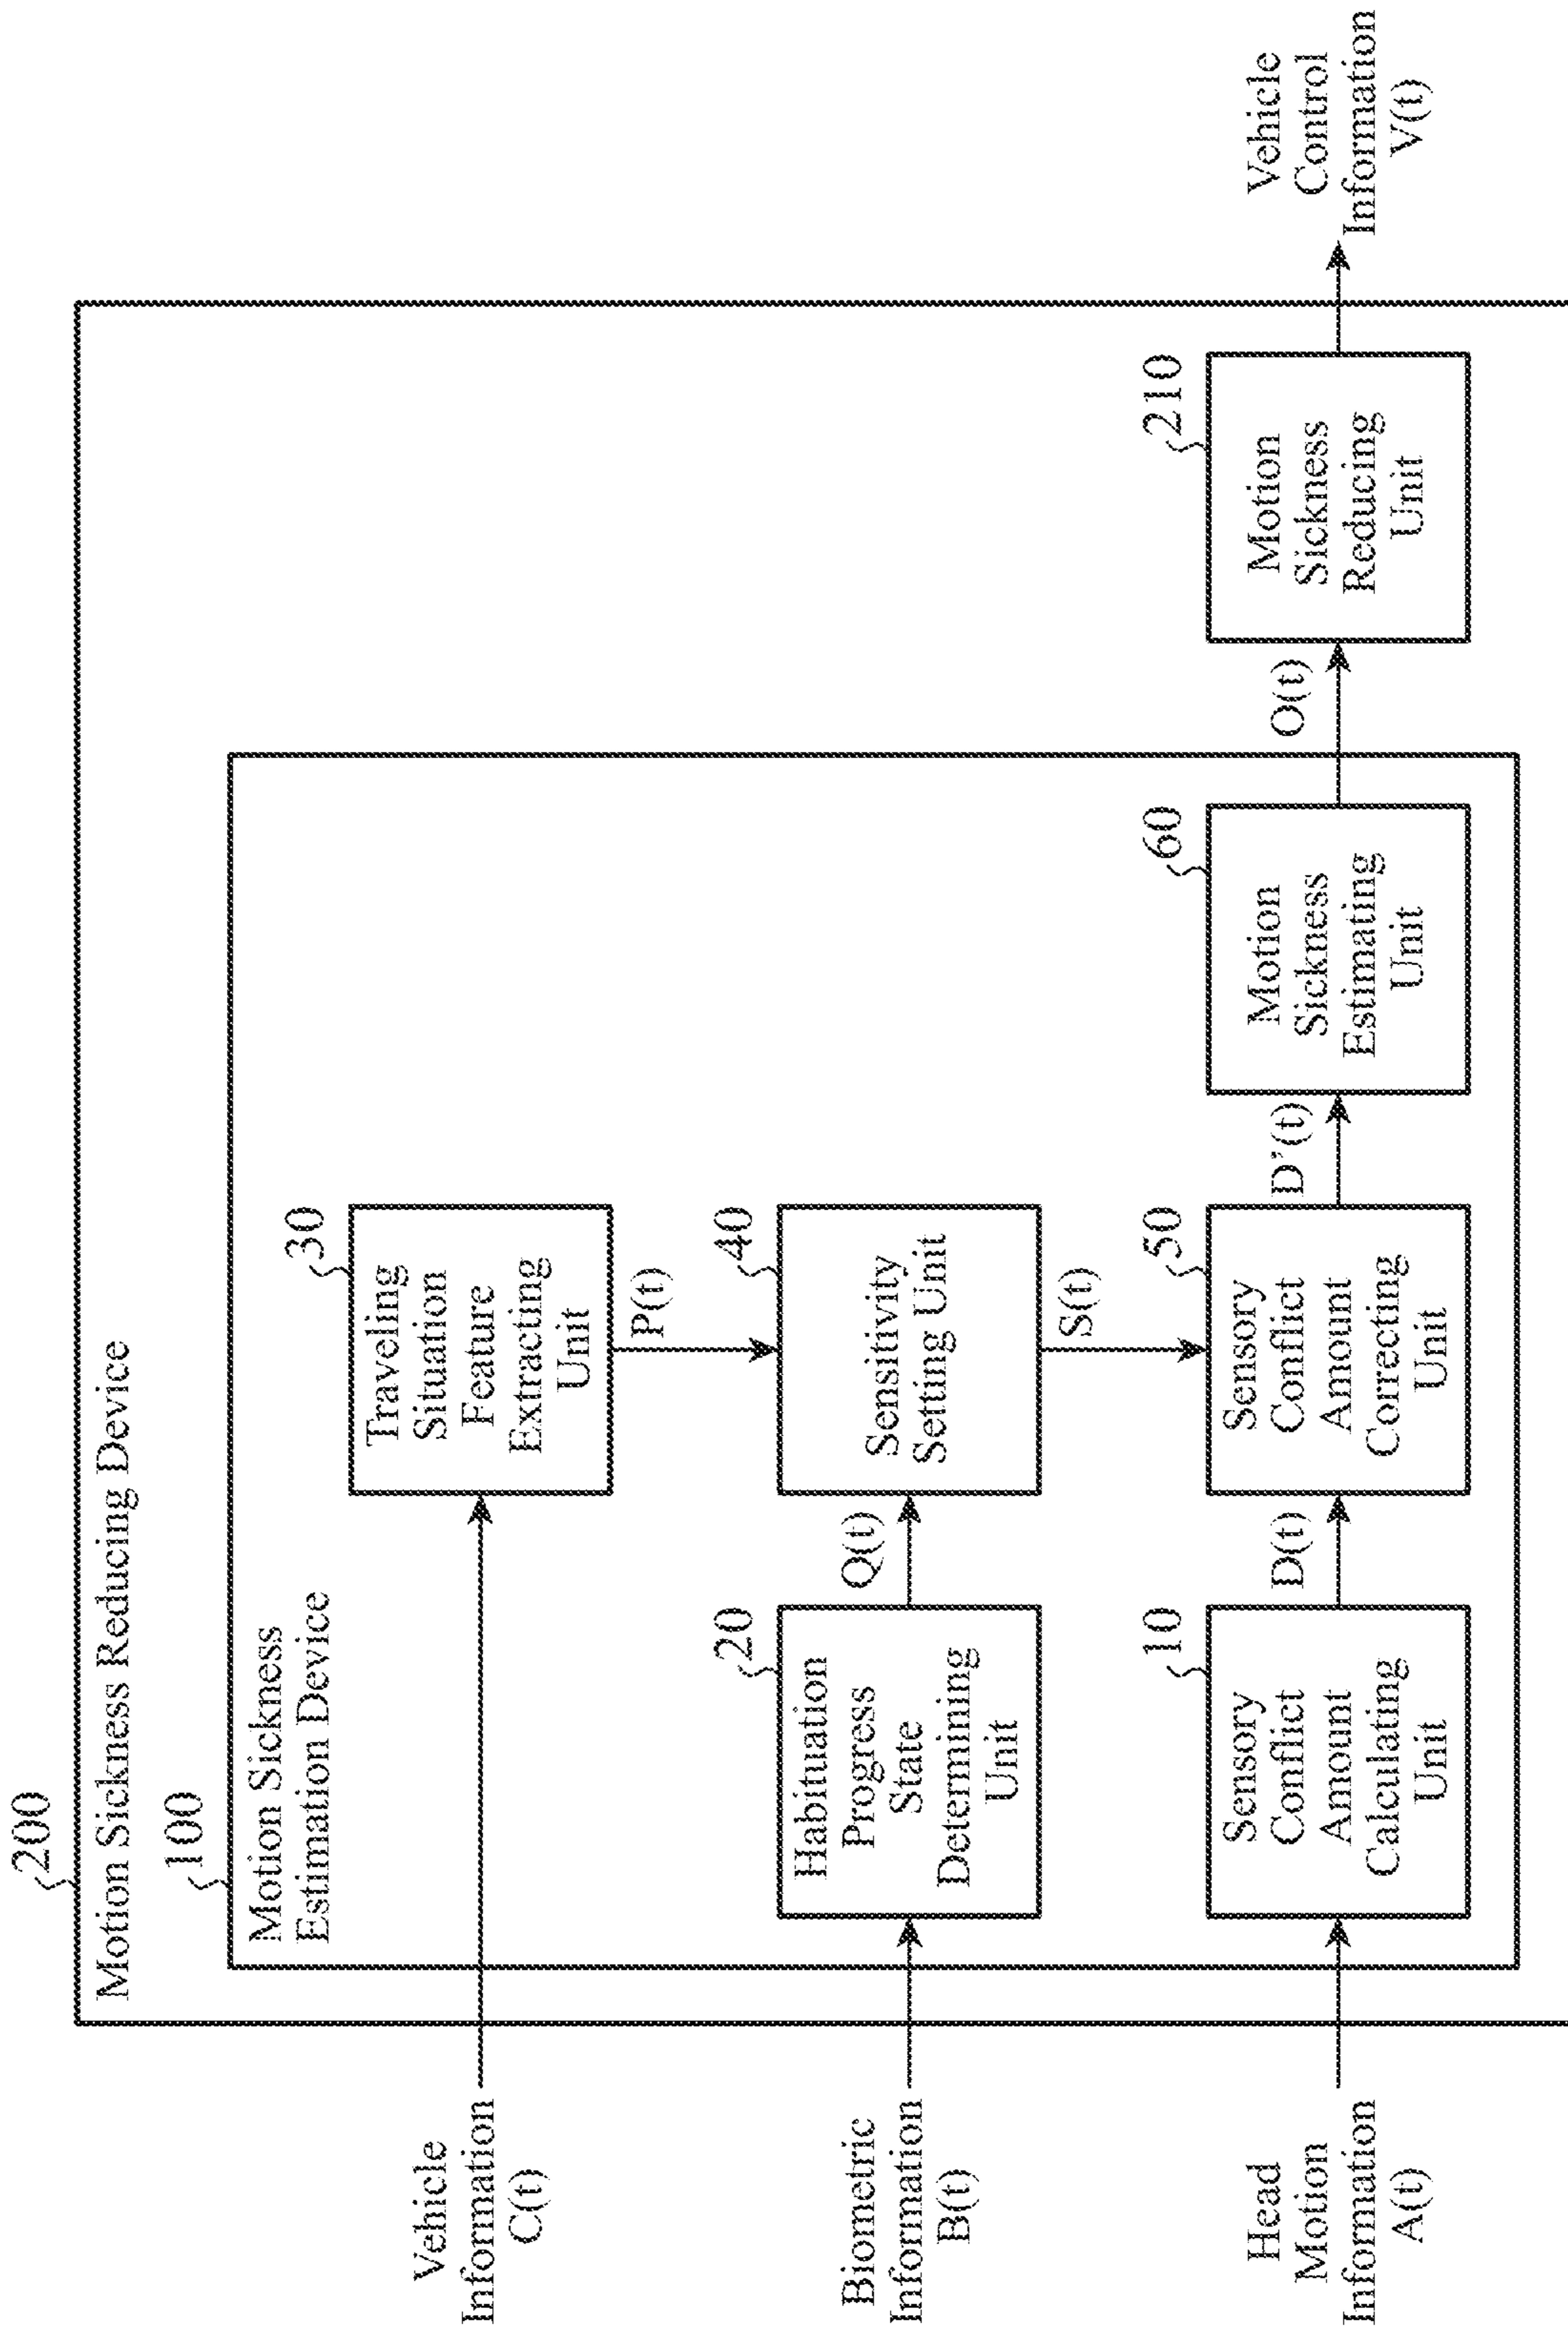 200
Motion Sickness Reducing Device
100
Motion Sickness
Estimation Device
Vehicle
Information
C(t)
30
Traveling
Situation
Feature
Extracting
Unit
P(t)
Biometric
Information
B(t)
20
Habituation
Progress
State
Determining
Unit
Q(t)
40
Sensitivity
Setting Unit
S(t)
Head
Motion
Information
A(t)
10
Sensory
Conflict
Amount
Calculating
Unit
D(t)
50
Sensory
Conflict
Amount
Correcting
Unit
D'(t)
60
Motion
Sickness
Estimating
Unit
O(t)
210
Motion
Sickness
Reducing
Unit
Vehicle
Control
Information
V(t)